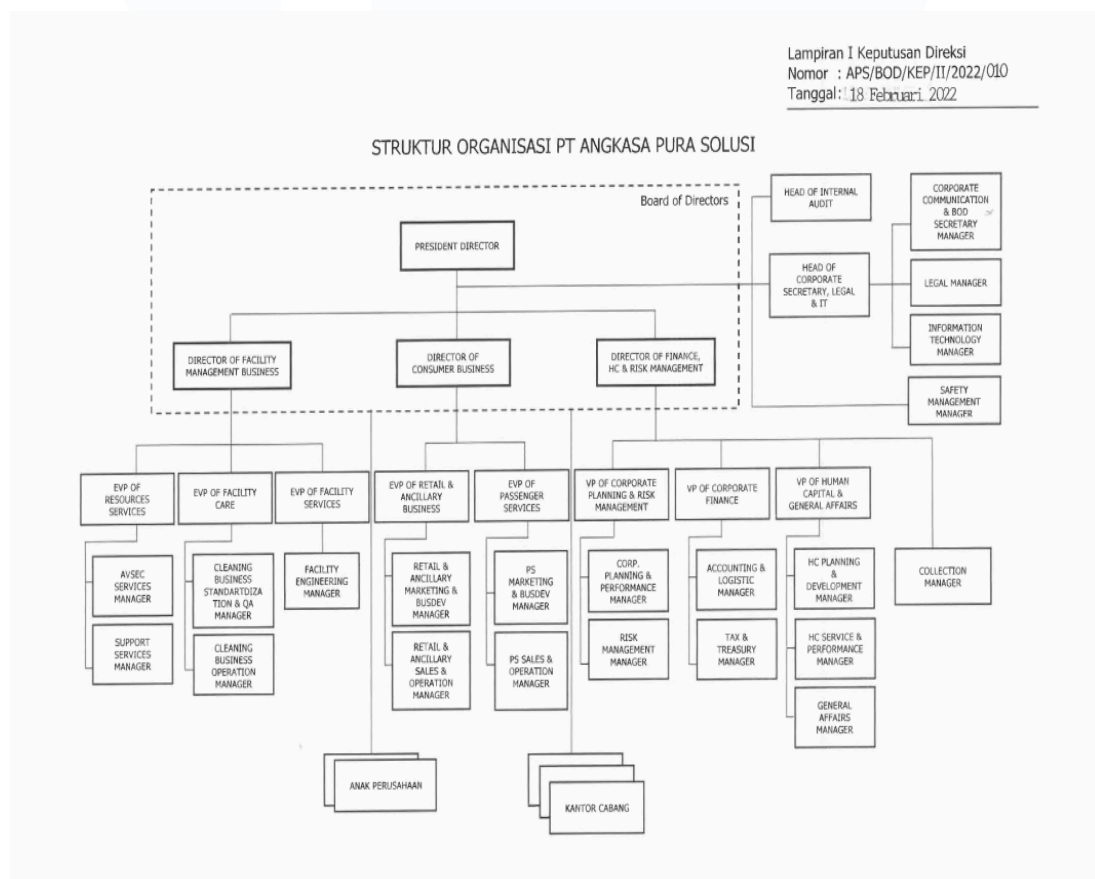 Lampiran I Keputusan Direksi
Nomor : APS/BOD/KEP/II/2022/010
Tanggal: 18 Februari 2022
STRUKTUR ORGANISASI PT ANGKASA PURA SOLUSI
Board of Directors
PRESIDENT DIRECTOR
HEAD OF INTERNAL
AUDIT
HEAD OF
CORPORATE
SECRETARY, LEGAL
& IT
CORPORATE
COMMUNICATION
& BOD
SECRETARY
MANAGER
LEGAL MANAGER
INFORMATION
TECHNOLOGY
MANAGER
SAFETY
MANAGEMENT
MANAGER
DIRECTOR OF FACILITY
MANAGEMENT BUSINESS
DIRECTOR OF
CONSUMER BUSINESS
DIRECTOR OF FINANCE,
HC & RISK MANAGEMENT
EVP OF
RESOURCES
SERVICES
EVP OF FACILITY
CARE
EVP OF FACILITY
SERVICES
EVP OF RETAIL &
ANCILLARY
BUSINESS
EVP OF
PASSENGER
SERVICES
VP OF CORPORATE
PLANNING & RISK
MANAGEMENT
VP OF CORPORATE
FINANCE
VP OF HUMAN
CAPITAL &
GENERAL AFFAIRS
AVSEC
SERVICES
MANAGER
SUPPORT
SERVICES
MANAGER
CLEANING
BUSINESS
STANDARTDIZA
TION & QA
MANAGER
CLEANING
BUSINESS
OPERATION
MANAGER
FACILITY
ENGINEERING
MANAGER
RETAIL &
ANCILLARY
MARKETING &
BUSDEV
MANAGER
RETAIL &
ANCILLARY
SALES &
OPERATION
MANAGER
PS
MARKETING
& BUSDEV
MANAGER
PS SALES &
OPERATION
MANAGER
CORP.
PLANNING &
PERFORMANCE
MANAGER
RISK
MANAGEMENT
MANAGER
ACCOUNTING &
LOGISTIC
MANAGER
TAX &
TREASURY
MANAGER
HC PLANNING
&
DEVELOPMENT
MANAGER
HC SERVICE &
PERFORMANCE
MANAGER
GENERAL
AFFAIRS
MANAGER
COLLECTION
MANAGER
ANAK PERUSAHAAN
KANTOR CABANG